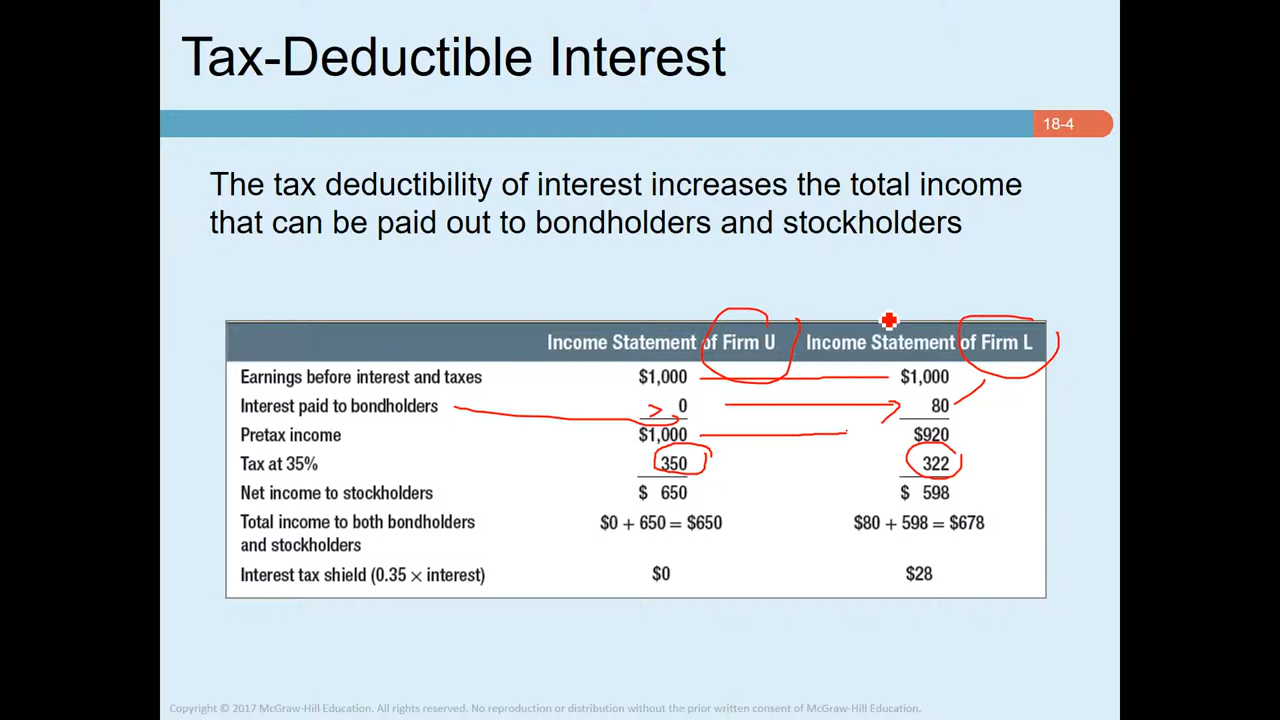 Tax-Deductible Interest
18-4
The tax deductibility of interest increases the total income
that can be paid out to bondholders and stockholders
Income Statement of Firm U Income Statement of Firm L
Earnings before interest and taxes $1,000 $1,000
Interest paid to bondholders 0 80
Pretax income $1,000 $920
Tax at 35% 350 322
Net income to stockholders $ 650 $ 598
Total income to both bondholders $0 + 650 = $650 $80 + 598 = $678
and stockholders
Interest tax shield (0.35 × interest) $0 $28
Copyright © 2017 McGraw-Hill Education. No reproduction or distribution without the prior written consent of McGraw-Hill Education.